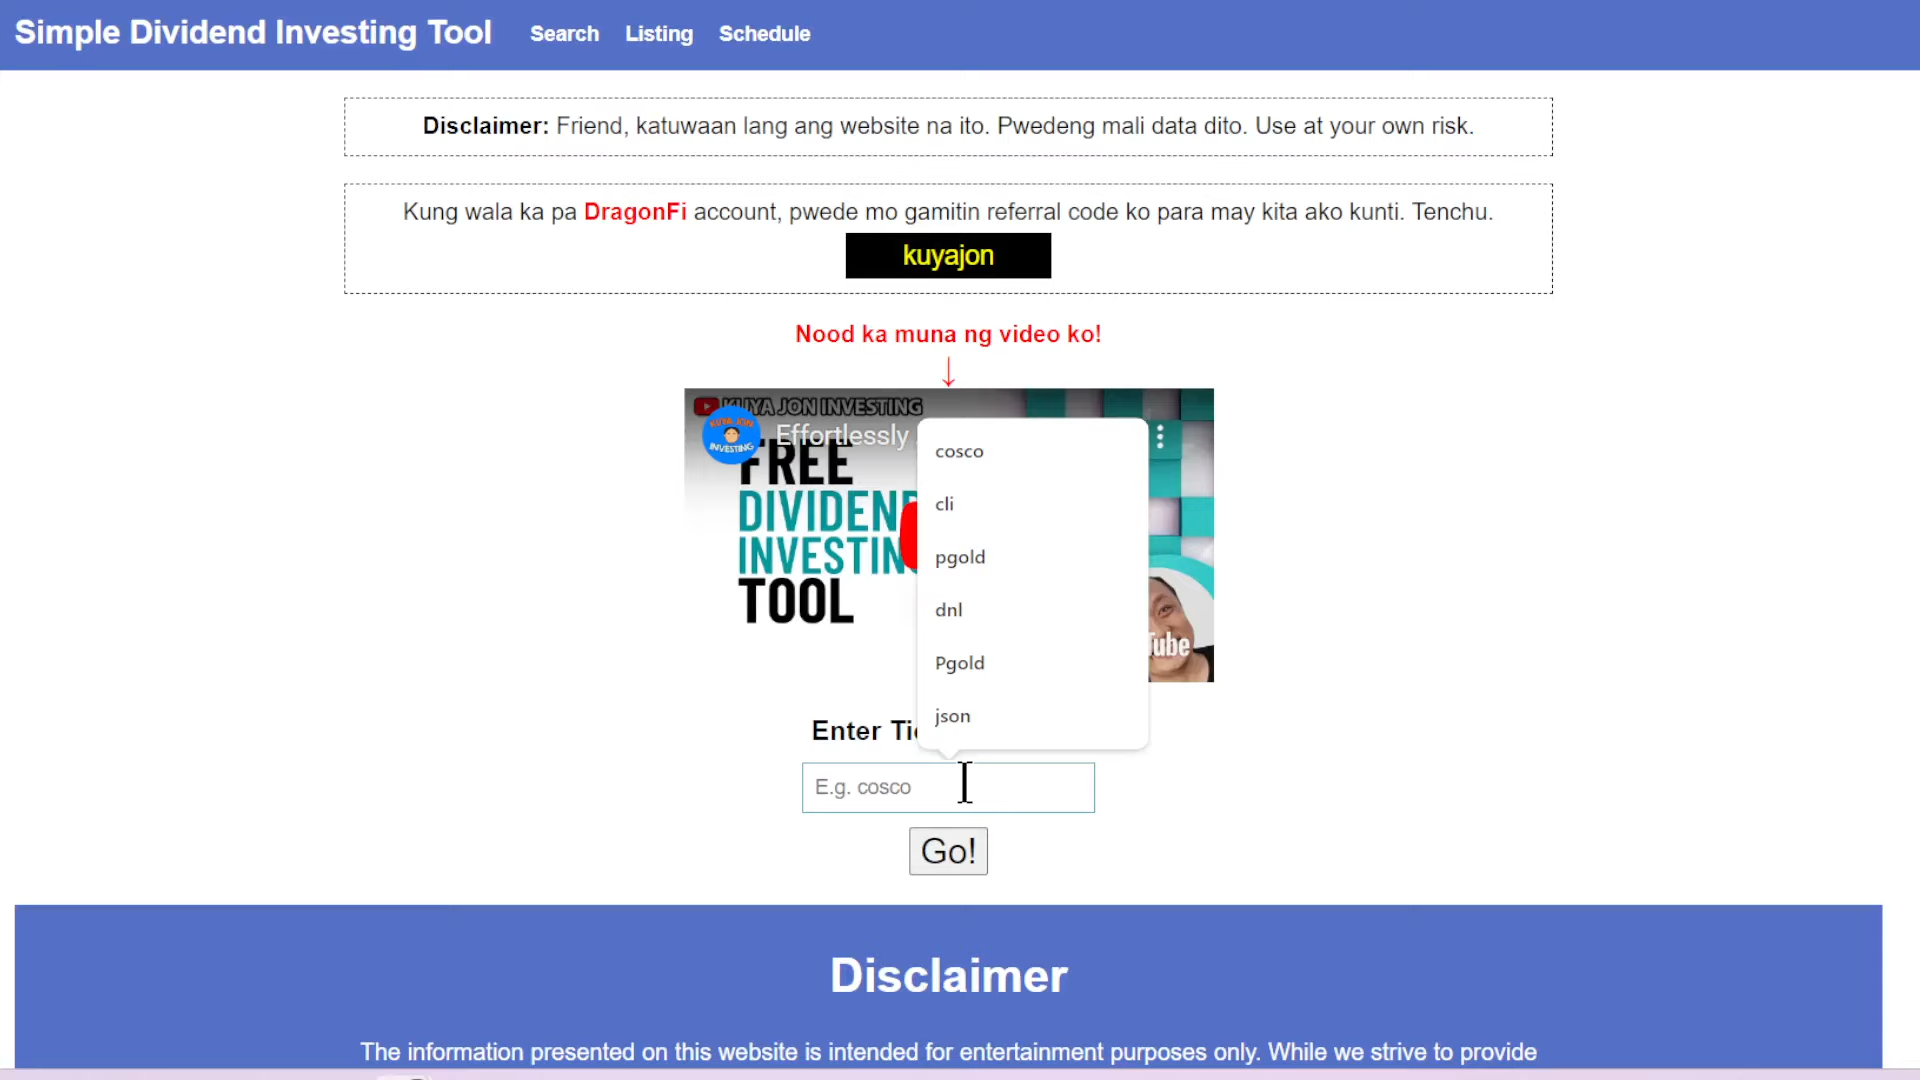 Simple Dividend Investing Tool
Search
Listing
Schedule
Disclaimer: Friend, katuwaan lang ang website na ito. Pwedeng mali data dito. Use at your own risk.
Kung wala ka pa DragonFi account, pwede mo gamitin referral code ko para may kita ako kunti. Tenchu.
kuyajon
Nood ka muna ng video ko!
↓
KUYA JON INVESTING
KUYA JON
INVESTING
Effortlessly
FREE
DIVIDEN
INVESTIN
TOOL
cosco
cli
pgold
dnl
Pgold
json
Tube
Enter Ti
E.g. cosco
Go!
Disclaimer
The information presented on this website is intended for entertainment purposes only. While we strive to provide